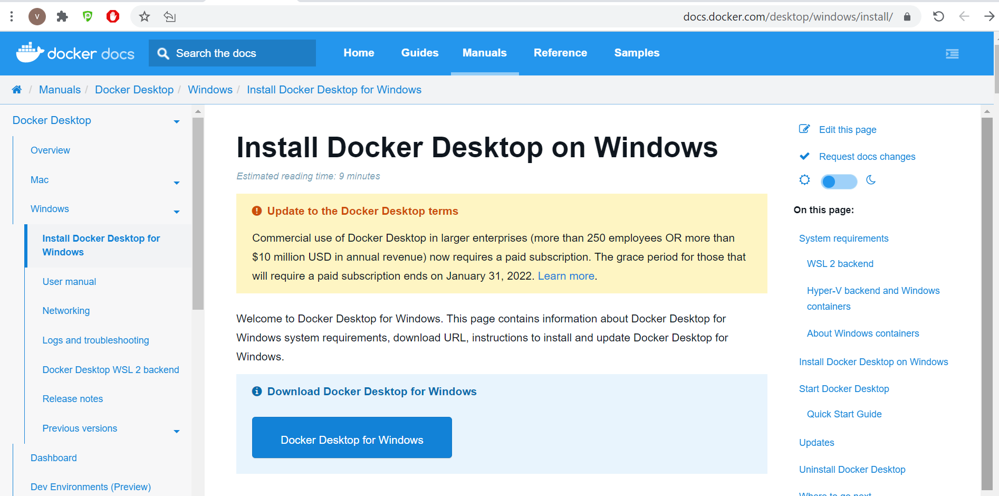 V
docs.docker.com/desktop/windows/install/
docker docs
Search the docs
Home
Guides
Manuals
Reference
Samples
/ Manuals / Docker Desktop / Windows / Install Docker Desktop for Windows
Docker Desktop
Overview
Mac
Windows
Install Docker Desktop for
Windows
User manual
Networking
Logs and troubleshooting
Docker Desktop WSL 2 backend
Release notes
Previous versions
Dashboard
Dev Environments (Preview)
Install Docker Desktop on Windows
Estimated reading time: 9 minutes
Update to the Docker Desktop terms
Commercial use of Docker Desktop in larger enterprises (more than 250 employees OR more than
$10 million USD in annual revenue) now requires a paid subscription. The grace period for those that
will require a paid subscription ends on January 31, 2022. Learn more.
Welcome to Docker Desktop for Windows. This page contains information about Docker Desktop for
Windows system requirements, download URL, instructions to install and update Docker Desktop for
Windows.
Download Docker Desktop for Windows
Docker Desktop for Windows
Edit this page
Request docs changes
On this page:
System requirements
WSL 2 backend
Hyper-V backend and Windows
containers
About Windows containers
Install Docker Desktop on Windows
Start Docker Desktop
Quick Start Guide
Updates
Uninstall Docker Desktop
Where to go next